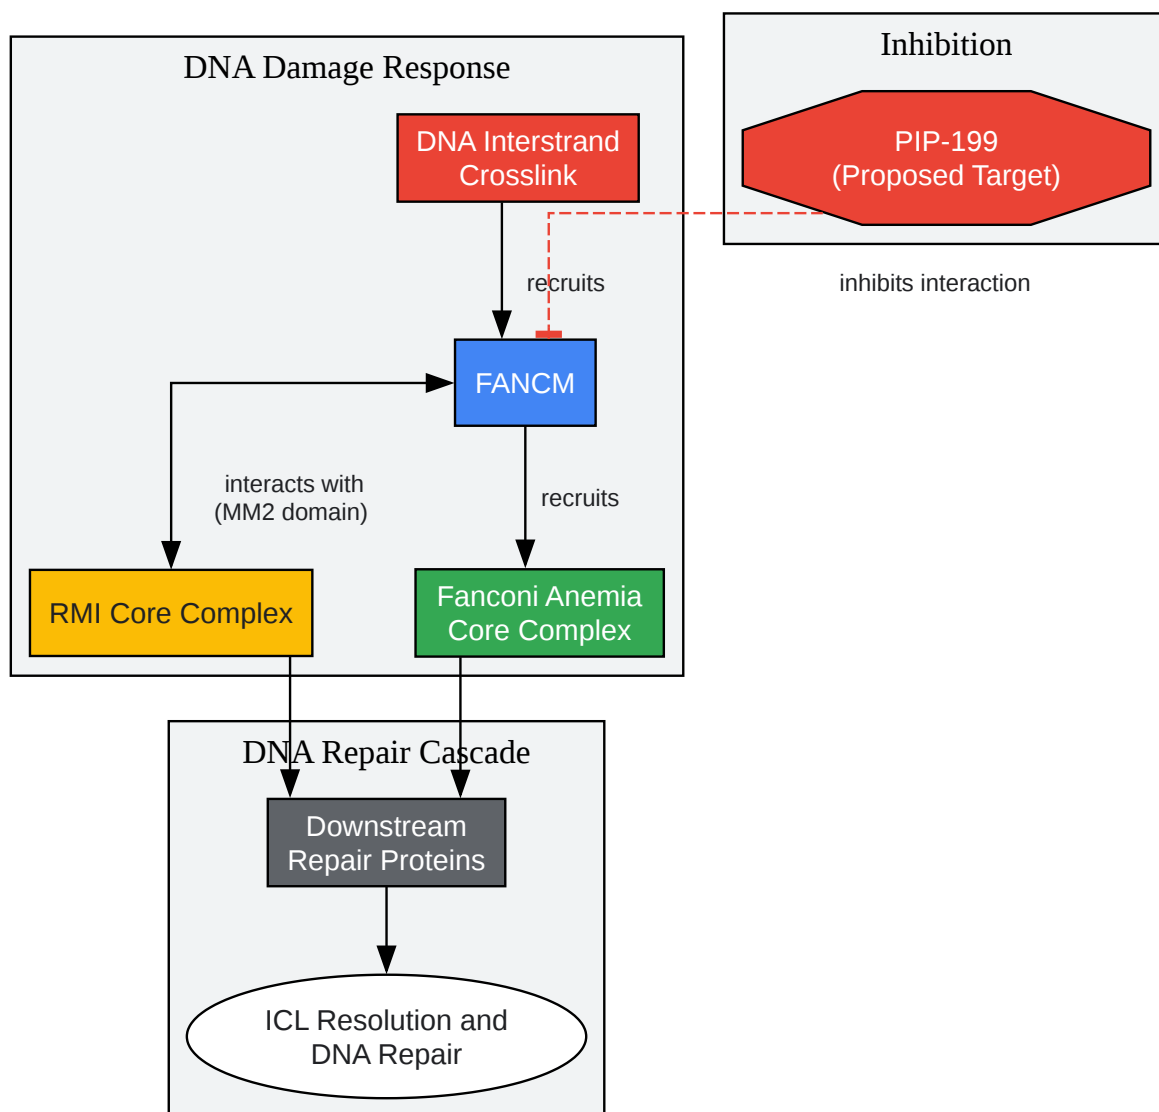 DNA Damage Response
Inhibition
DNA Interstrand
Crosslink
PIP-199
(Proposed Target)
recruits
inhibits interaction
FANCM
interacts with
(MM2 domain)
recruits
RMI Core Complex
Fanconi Anemia
Core Complex
DNA Repair Cascade
Downstream
Repair Proteins
ICL Resolution and
DNA Repair